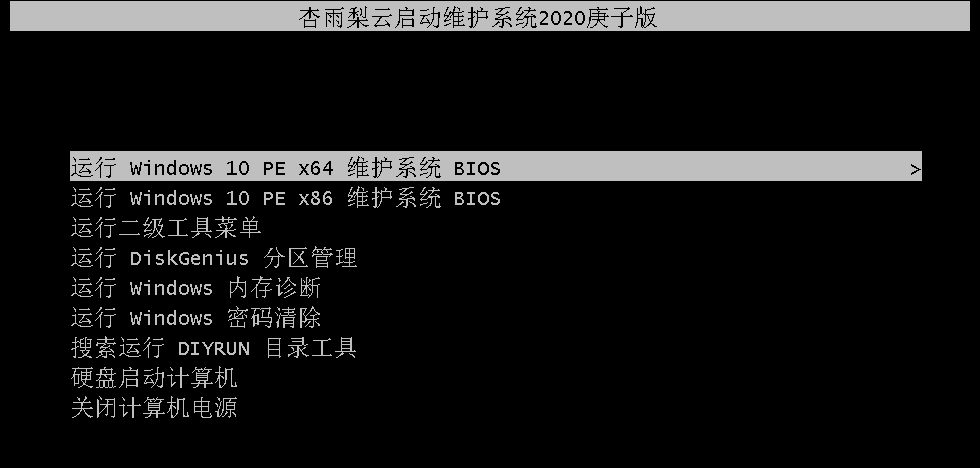 杏雨梨云启动维护系统2020庚子版
运行 Windows 10 PE x64 维护系统 BIOS >
运行 Windows 10 PE x86 维护系统 BIOS
运行二级工具菜单
运行 DiskGenius 分区管理
运行 Windows 内存诊断
运行 Windows 密码清除
搜索运行 DIYRUN 目录工具
硬盘启动计算机
关闭计算机电源